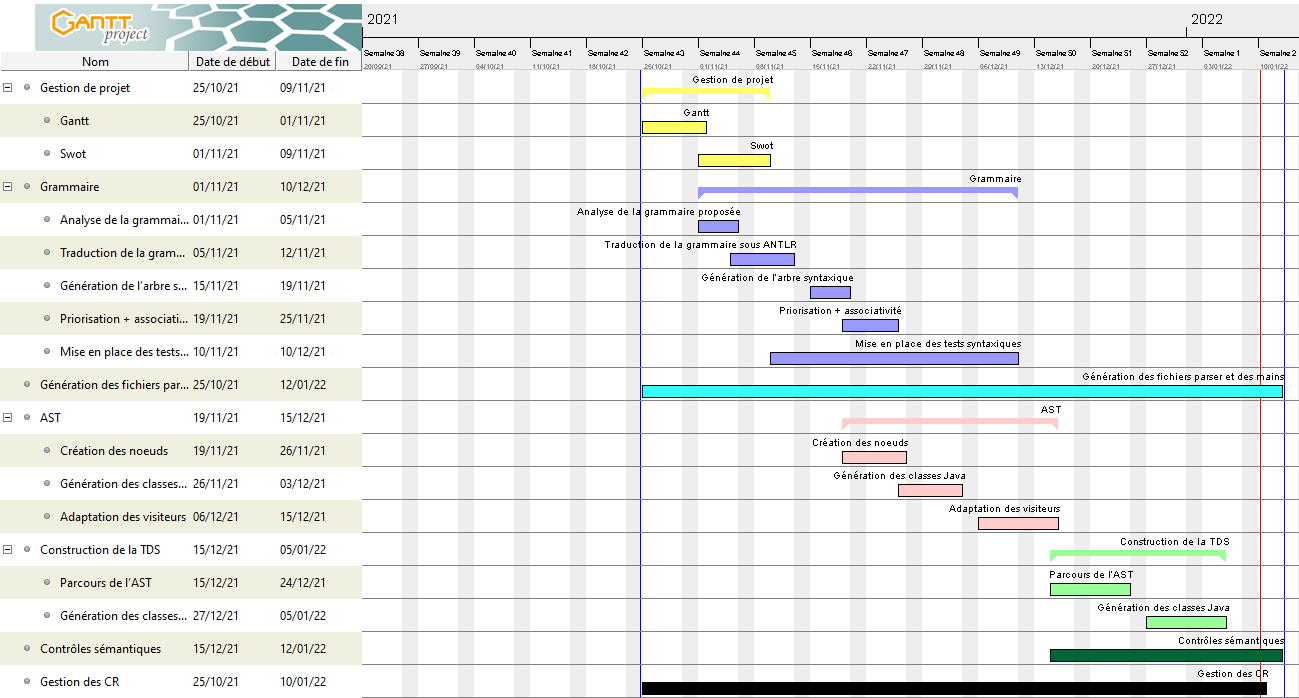 GANTT
project
2021
2022
Semaine 38 Semaine 39 Semaine 40 Semaine 41 Semaine 42 Semaine 43 Semaine 44 Semaine 45 Semaine 46 Semaine 47 Semaine 48 Semaine 49 Semaine 50 Semaine 51 Semaine 52 Semaine 1 Semaine 2
Nom Date de début Date de fin
20/09/21 27/09/21 04/10/21 11/10/21 18/10/21 25/10/21 01/11/21 08/11/21 15/11/21 22/11/21 29/11/21 06/12/21 13/12/21 20/12/21 27/12/21 03/01/22 10/01/22
Gestion de projet 25/10/21 09/11/21 Gestion de projet
Gantt 25/10/21 01/11/21 Gantt
Swot 01/11/21 09/11/21 Swot
Grammaire 01/11/21 10/12/21 Grammaire
Analyse de la grammai... 01/11/21 05/11/21 Analyse de la grammaire proposée
Traduction de la gram... 05/11/21 12/11/21 Traduction de la grammaire sous ANTLR
Génération de l'arbre s... 15/11/21 19/11/21 Génération de l'arbre syntaxique
Priorisation + associati... 19/11/21 25/11/21 Priorisation + associativité
Mise en place des tests... 10/11/21 10/12/21 Mise en place des tests syntaxiques
Génération des fichiers par... 25/10/21 12/01/22 Génération des fichiers parser et des mains
AST 19/11/21 15/12/21 AST
Création des noeuds 19/11/21 26/11/21 Création des noeuds
Génération des classes... 26/11/21 03/12/21 Génération des classes Java
Adaptation des visiteurs 06/12/21 15/12/21 Adaptation des visiteurs
Construction de la TDS 15/12/21 05/01/22 Construction de la TDS
Parcours de l'AST 15/12/21 24/12/21 Parcours de l'AST
Génération des classes... 27/12/21 05/01/22 Génération des classes Java
Contrôles sémantiques 15/12/21 12/01/22 Contrôles sémantiques
Gestion des CR 25/10/21 10/01/22 Gestion des CR